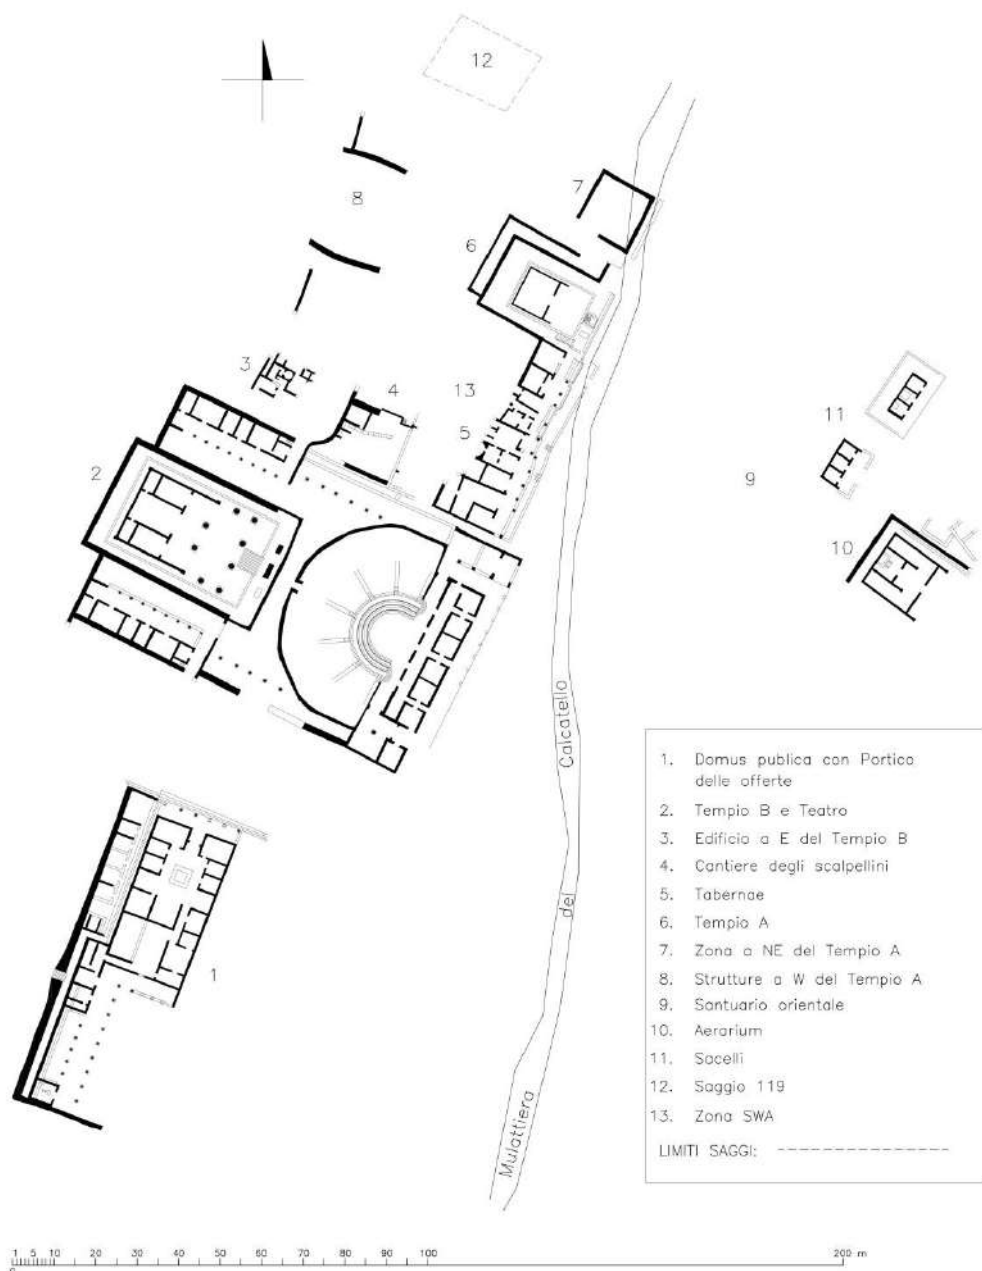 12
7
8
6
3
4
13
5
11
2
9
10
Mulattiera del Calcatello
1
1. Domus publica con Portico
delle offerte
2. Tempio B e Teatro
3. Edificio a E del Tempio B
4. Cantiere degli scalpellini
5. Tabernae
6. Tempio A
7. Zona a NE del Tempio A
8. Strutture a W del Tempio A
9. Santuario orientale
10. Aerarium
11. Sacelli
12. Saggio 119
13. Zona SWA
LIMITI SAGGI:
1 5 10 20 30 40 50 60 70 80 90 100 200 m
0